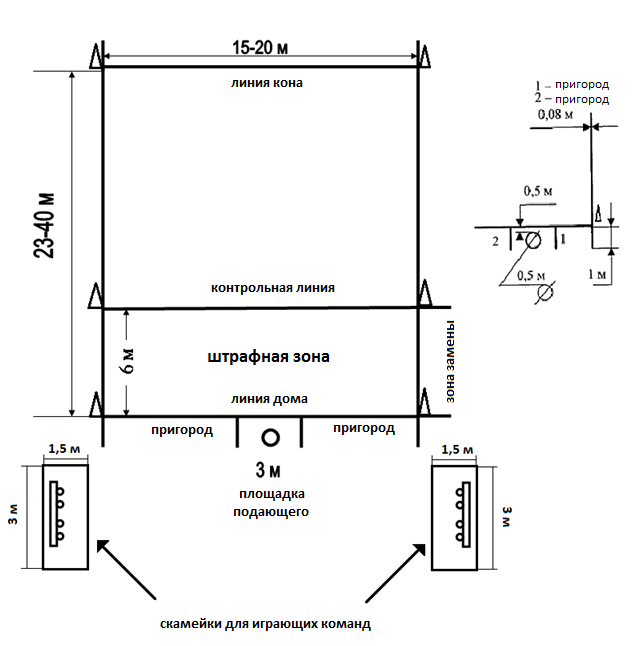 15-20 м
линия кона
1 – пригород
2 – пригород
0,08 м
23-40 м
0,5 м
2
1
0,5 м
1 м
контрольная линия
6 м
штрафная зона
зона замены
линия дома
пригород
пригород
3 м
площадка
подающего
1,5 м
1,5 м
3 м
3 м
скамейки для играющих команд